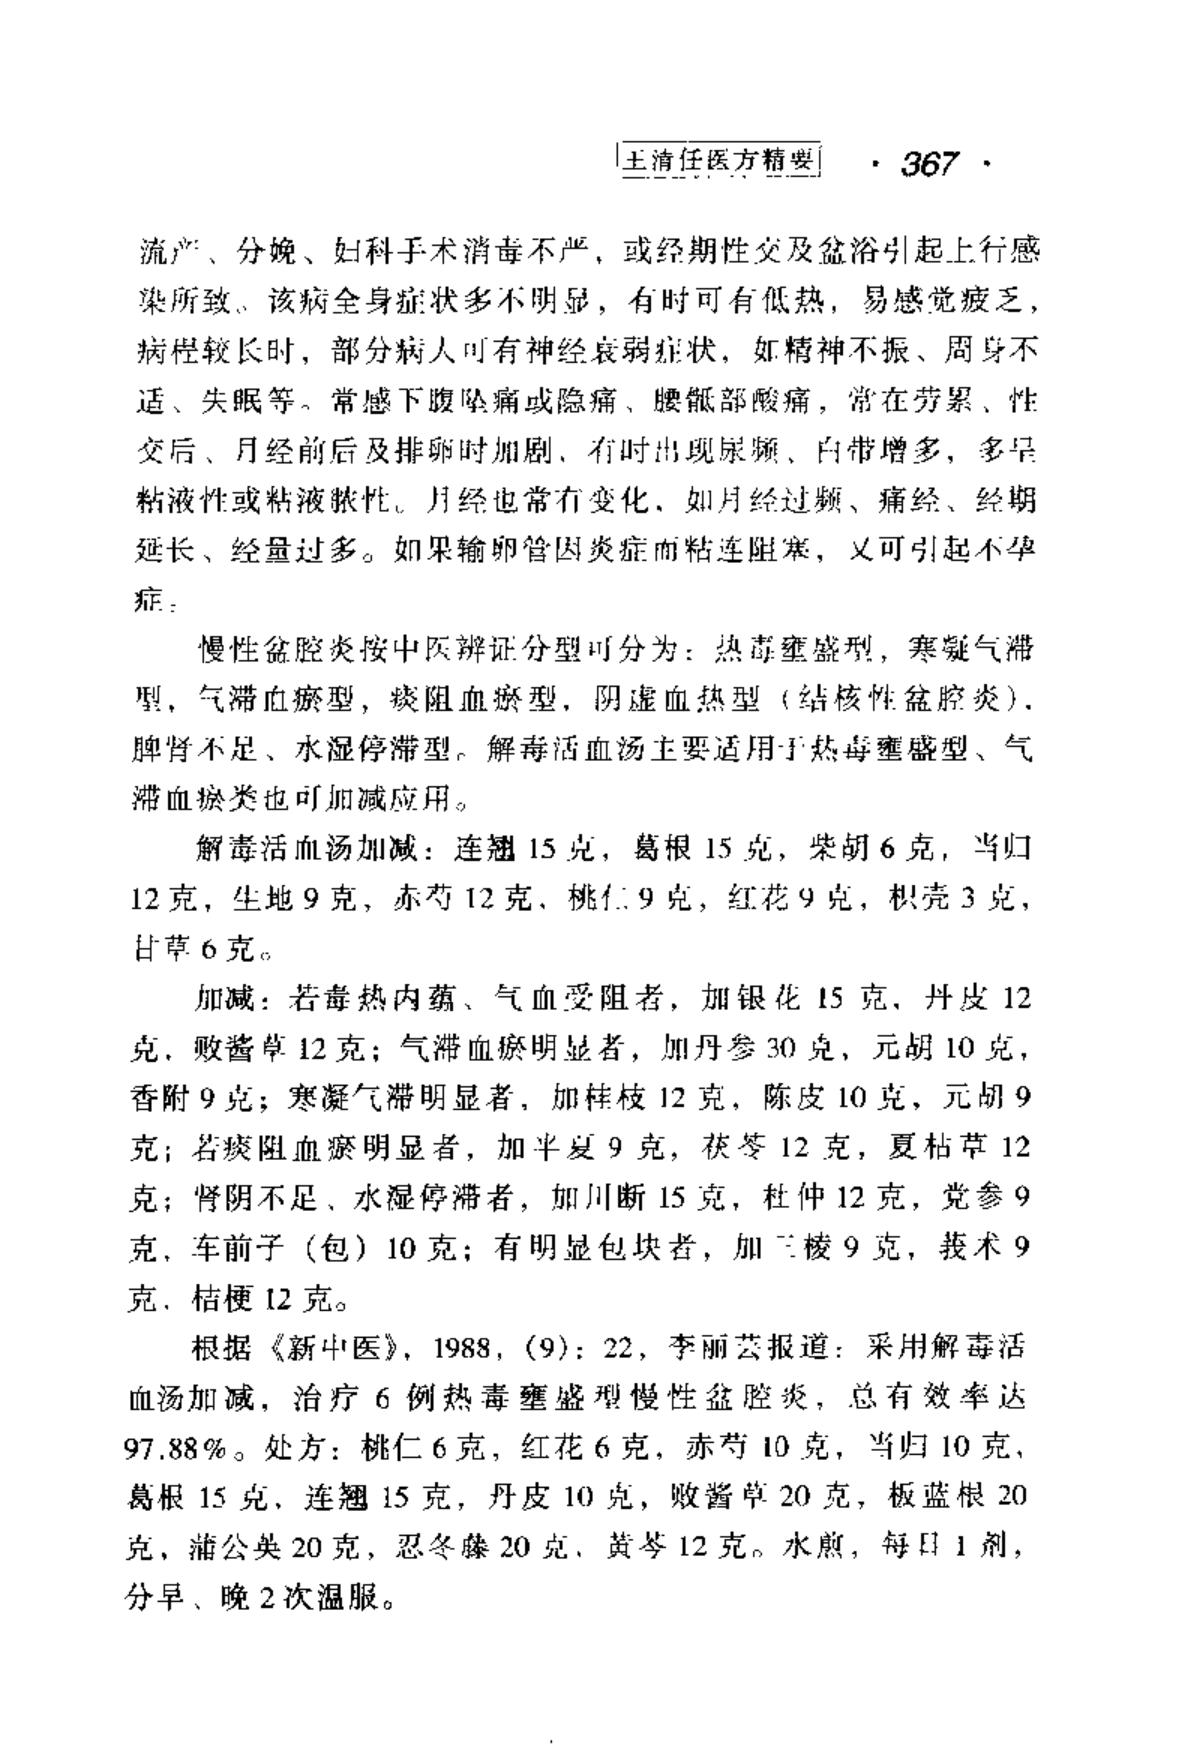 王清任医方精要 · 367 ·
流产、分娩、妇科手术消毒不严，或经期性交及盆浴引起上行感
染所致。该病全身症状多不明显，有时可有低热，易感觉疲乏，
病程较长时，部分病人可有神经衰弱症状，如精神不振、周身不
适、失眠等。常感下腹坠痛或隐痛、腰骶部酸痛，常在劳累、性
交后、月经前后及排卵时加剧，有时出现尿频、白带增多，多呈
粘液性或粘液脓性。月经也常有变化，如月经过频、痛经、经期
延长、经量过多。如果输卵管因炎症而粘连阻塞，又可引起不孕
症。
慢性盆腔炎按中医辨证分型可分为：热毒壅盛型，寒凝气滞
型，气滞血瘀型，痰阻血瘀型，阴虚血热型（结核性盆腔炎），
脾肾不足、水湿停滞型。解毒活血汤主要适用于热毒壅盛型、气
滞血瘀类也可加减应用。
解毒活血汤加减：连翘 15 克，葛根 15 克，柴胡 6 克，当归
12 克，生地 9 克，赤芍 12 克，桃仁 9 克，红花 9 克，枳壳 3 克，
甘草 6 克。
加减：若毒热内蕴、气血受阻者，加银花 15 克，丹皮 12
克，败酱草 12 克；气滞血瘀明显者，加丹参 30 克，元胡 10 克，
香附 9 克；寒凝气滞明显者，加桂枝 12 克，陈皮 10 克，元胡 9
克；若痰阻血瘀明显者，加半夏 9 克，茯苓 12 克，夏枯草 12
克；肾阴不足、水湿停滞者，加川断 15 克，杜仲 12 克，党参 9
克，车前子（包）10 克；有明显包块者，加三棱 9 克，莪术 9
克，桔梗 12 克。
根据《新中医》，1988，（9）：22，李丽芸报道：采用解毒活
血汤加减，治疗 6 例热毒壅盛型慢性盆腔炎，总有效率达
97.88%。处方：桃仁 6 克，红花 6 克，赤芍 10 克，当归 10 克，
葛根 15 克，连翘 15 克，丹皮 10 克，败酱草 20 克，板蓝根 20
克，蒲公英 20 克，忍冬藤 20 克，黄芩 12 克。水煎，每日 1 剂，
分早、晚 2 次温服。